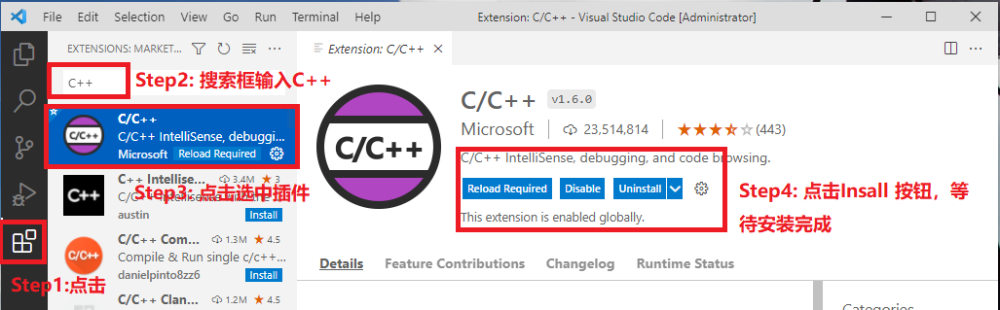 File Edit Selection View Go Run Terminal Help Extension: C/C++ - Visual Studio Code [Administrator]
EXTENSIONS: MARKET...
Extension: C/C++
C++
Step2: 搜索框输入C++
C/C++
C/C++ IntelliSense, debuggi...
Microsoft Reload Required
C++ Intellise... 3.4M 3
Step3: 点击选中插件
austin Install
C/C++ Com... 1.3M 4.5
Compile & Run single c/c++...
danielpinto8zz6 Install
C/C++ Clan... 1.2M 4.5
Step1:点击
C/C++
C/C++ v1.6.0
Microsoft 23,514,814 (443)
C/C++ IntelliSense, debugging, and code browsing.
Reload Required Disable Uninstall
This extension is enabled globally.
Step4: 点击Insall 按钮，等
待安装完成
Details Feature Contributions Changelog Runtime Status
Categories